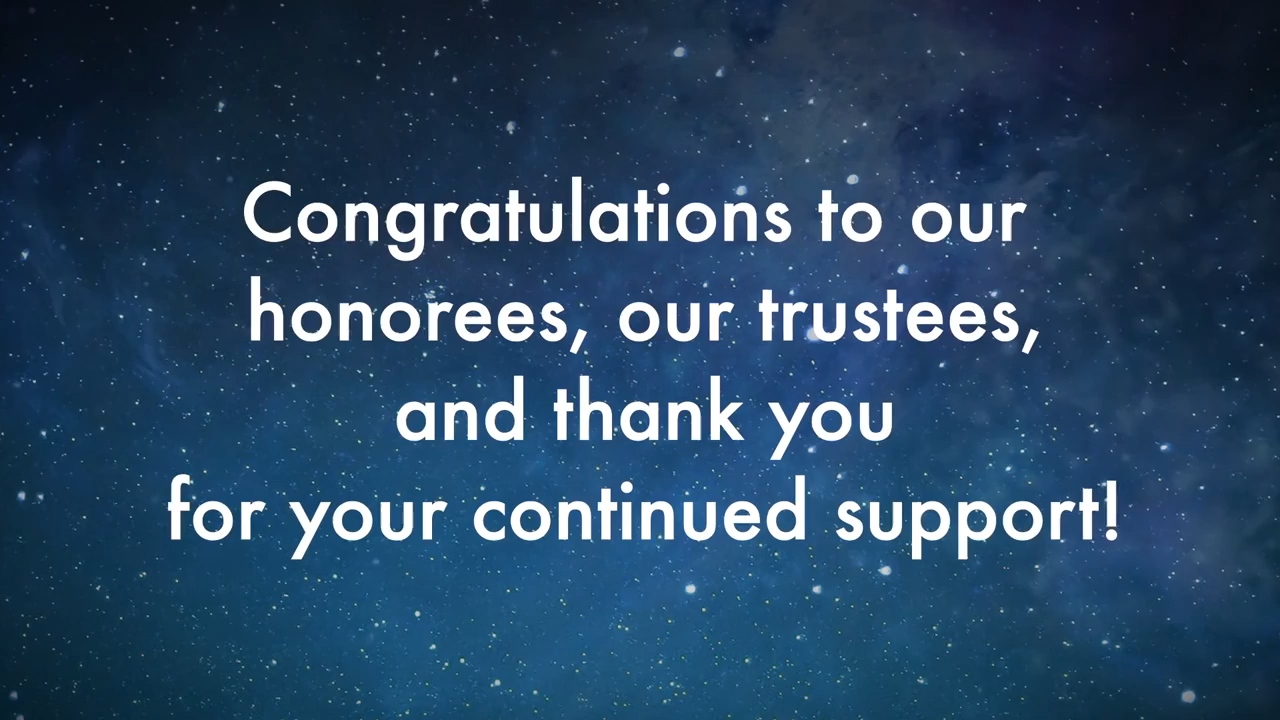 Congratulations to our
honorees, our trustees,
and thank you
for your continued support!